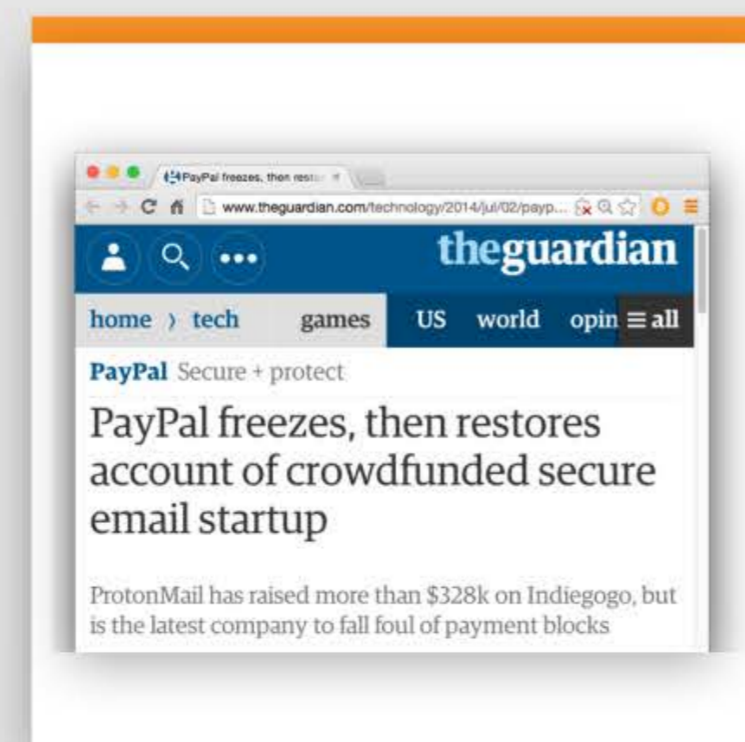 PayPal freezes, then resto
www.theguardian.com/technology/2014/jul/02/payp...
theguardian
home › tech games US world opin ≡ all
PayPal Secure + protect
PayPal freezes, then restores
account of crowdfunded secure
email startup
ProtonMail has raised more than $328k on Indiegogo, but
is the latest company to fall foul of payment blocks